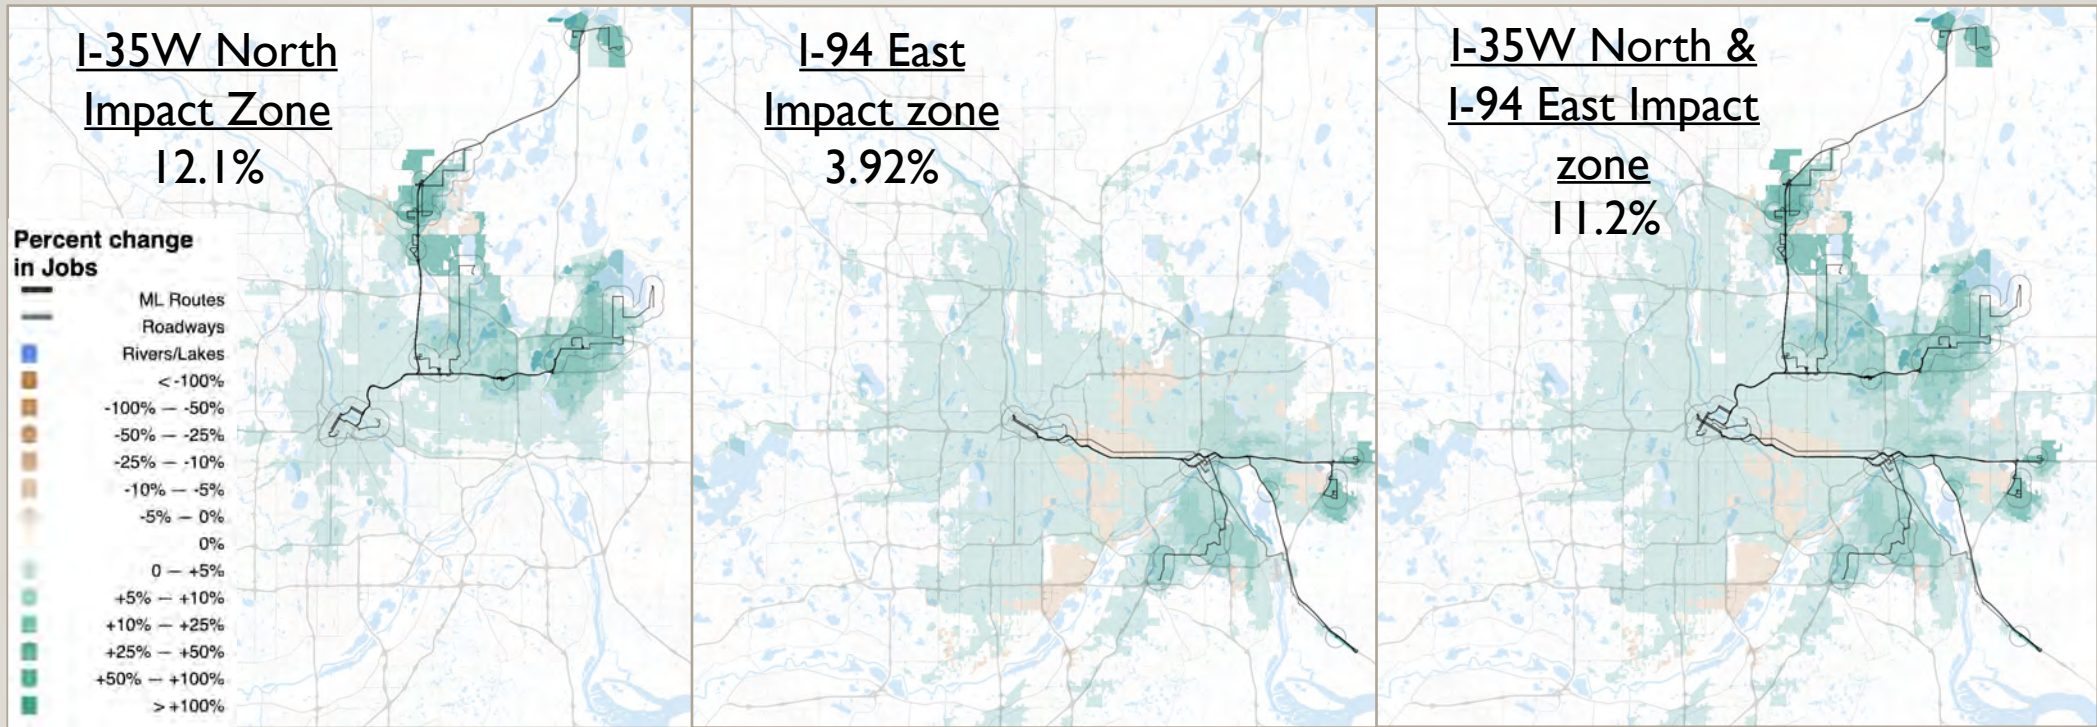 I-35W North
Impact Zone
12.1%
Percent change
in Jobs
ML Routes
Roadways
Rivers/Lakes
< -100%
-100% — -50%
-50% — -25%
-25% — -10%
-10% — -5%
-5% — 0%
0%
0 — +5%
+5% — +10%
+10% — +25%
+25% — +50%
+50% — +100%
> +100%
I-94 East
Impact zone
3.92%
I-35W North &
I-94 East Impact
zone
11.2%